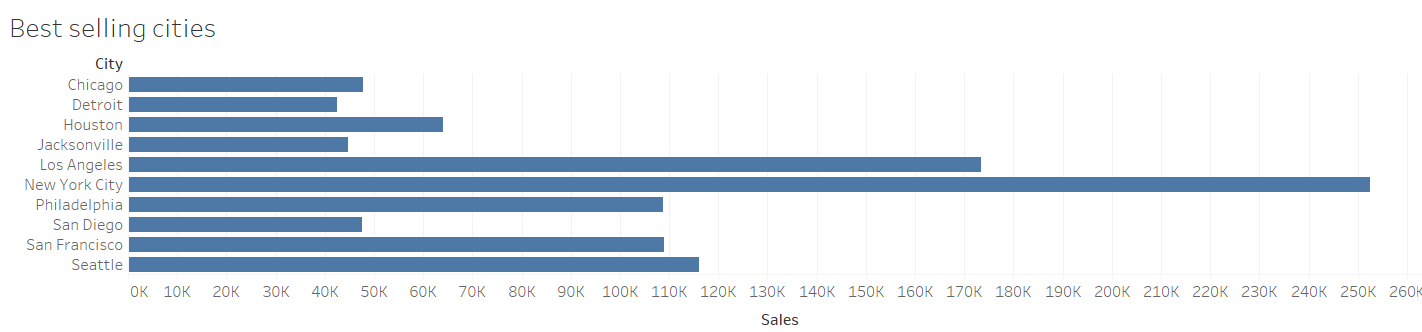 Best selling cities
City
Chicago
Detroit
Houston
Jacksonville
Los Angeles
New York City
Philadelphia
San Diego
San Francisco
Seattle
0K 10K 20K 30K 40K 50K 60K 70K 80K 90K 100K 110K 120K 130K 140K 150K 160K 170K 180K 190K 200K 210K 220K 230K 240K 250K 260K
Sales